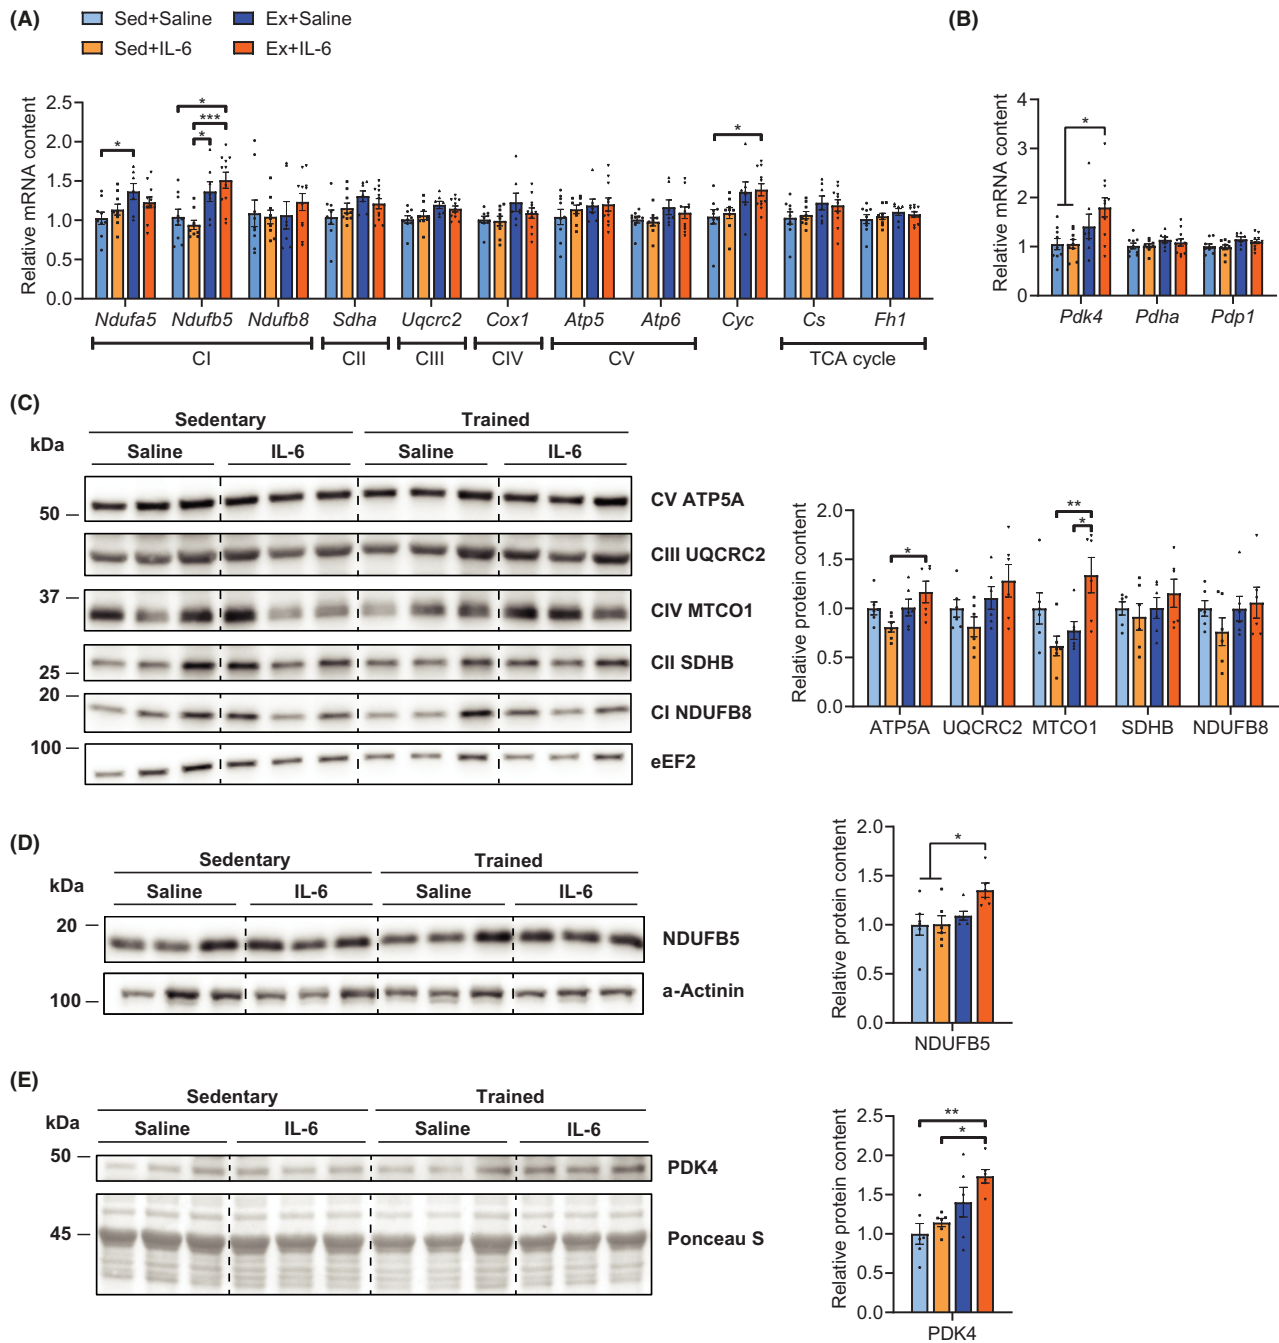 (A)
Sed+Saline
Ex+Saline
Sed+IL-6
Ex+IL-6
Relative mRNA content
2.5
2.0
1.5
1.0
0.5
0.0
*
*
***
*
*
Ndufa5 Ndufb5 Ndufb8 Sdha Uqcrc2 Cox1 Atp5 Atp6 Cyc Cs Fh1
CI CII CIII CIV CV TCA cycle
(B)
Relative mRNA content
4
3
2
1
0
*
Pdk4 Pdha Pdp1
(C)
Sedentary Trained
kDa
Saline IL-6 Saline IL-6
50
CV ATP5A
CIII UQCRC2
37
CIV MTCO1
25
CII SDHB
20
CI NDUFB8
100
eEF2
Relative protein content
2.0
1.5
1.0
0.5
0.0
*
**
*
ATP5A UQCRC2 MTCO1 SDHB NDUFB8
(D)
Sedentary Trained
kDa
Saline IL-6 Saline IL-6
20
NDUFB5
100
a-Actinin
Relative protein content
2.0
1.5
1.0
0.5
0.0
*
NDUFB5
(E)
Sedentary Trained
kDa
Saline IL-6 Saline IL-6
50
PDK4
45
Ponceau S
Relative protein content
2.5
2.0
1.5
1.0
0.5
0.0
**
*
PDK4